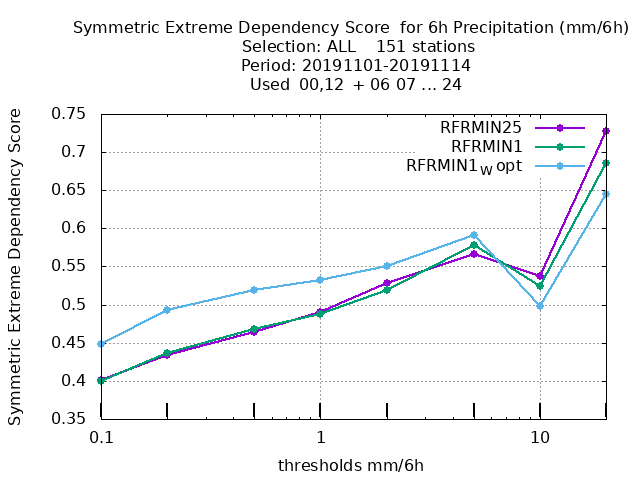 Symmetric Extreme Dependency Score  for 6h Precipitation (mm/6h)
Selection: ALL    151 stations
Period: 20191101-20191114
Used  00,12  + 06 07 ... 24
Symmetric Extreme Dependency Score
0.75
0.7
0.65
0.6
0.55
0.5
0.45
0.4
0.35
RFRMIN25
RFRMIN1
RFRMIN1W opt
0.1
1
10
thresholds mm/6h